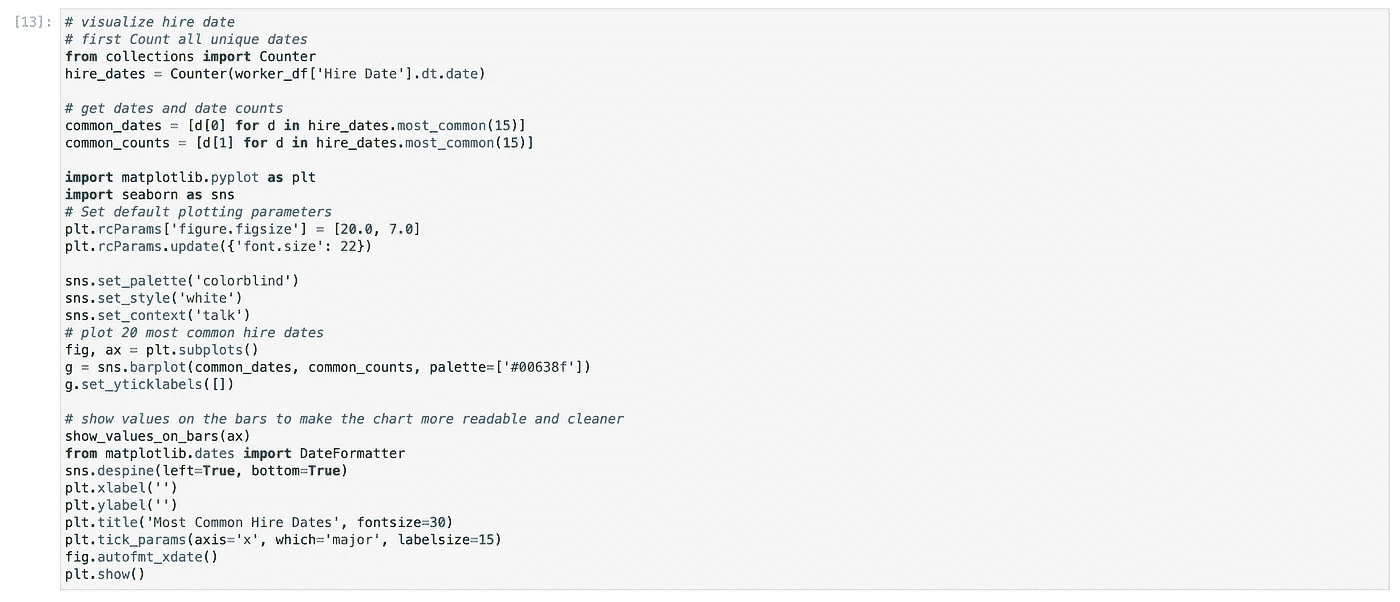 [13]: # visualize hire date
# first Count all unique dates
from collections import Counter
hire_dates = Counter(worker_df['Hire Date'].dt.date)
# get dates and date counts
common_dates = [d[0] for d in hire_dates.most_common(15)]
common_counts = [d[1] for d in hire_dates.most_common(15)]
import matplotlib.pyplot as plt
import seaborn as sns
# Set default plotting parameters
plt.rcParams['figure.figsize'] = [20.0, 7.0]
plt.rcParams.update({'font.size': 22})
sns.set_palette('colorblind')
sns.set_style('white')
sns.set_context('talk')
# plot 20 most common hire dates
fig, ax = plt.subplots()
g = sns.barplot(common_dates, common_counts, palette=['#00638f'])
g.set_yticklabels([])
# show values on the bars to make the chart more readable and cleaner
show_values_on_bars(ax)
from matplotlib.dates import DateFormatter
sns.despine(left=True, bottom=True)
plt.xlabel('')
plt.ylabel('')
plt.title('Most Common Hire Dates', fontsize=30)
plt.tick_params(axis='x', which='major', labelsize=15)
fig.autofmt_xdate()
plt.show()